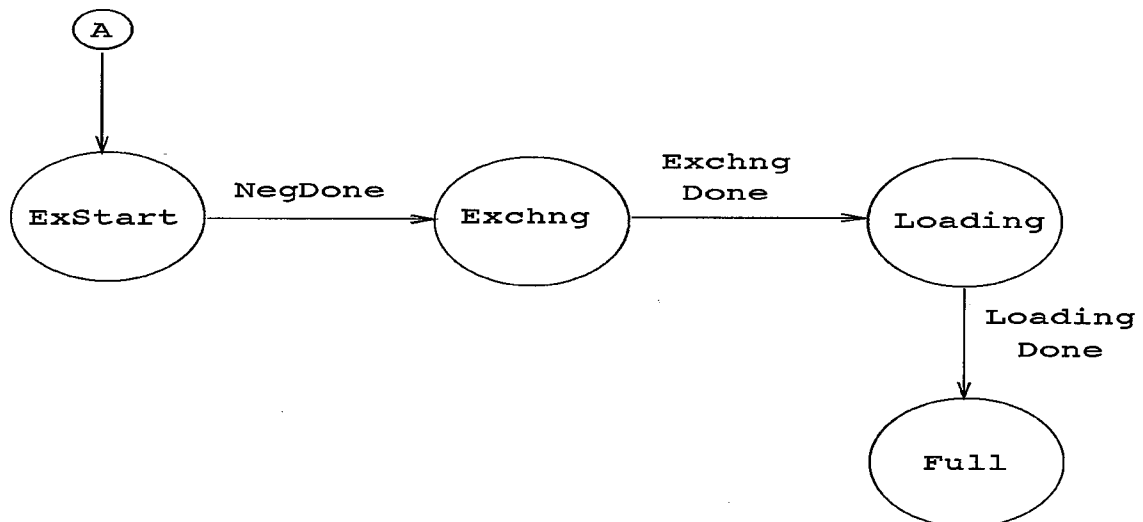 A
ExStart
NegDone
Exchng
Exchng
Done
Loading
Loading
Done
Full